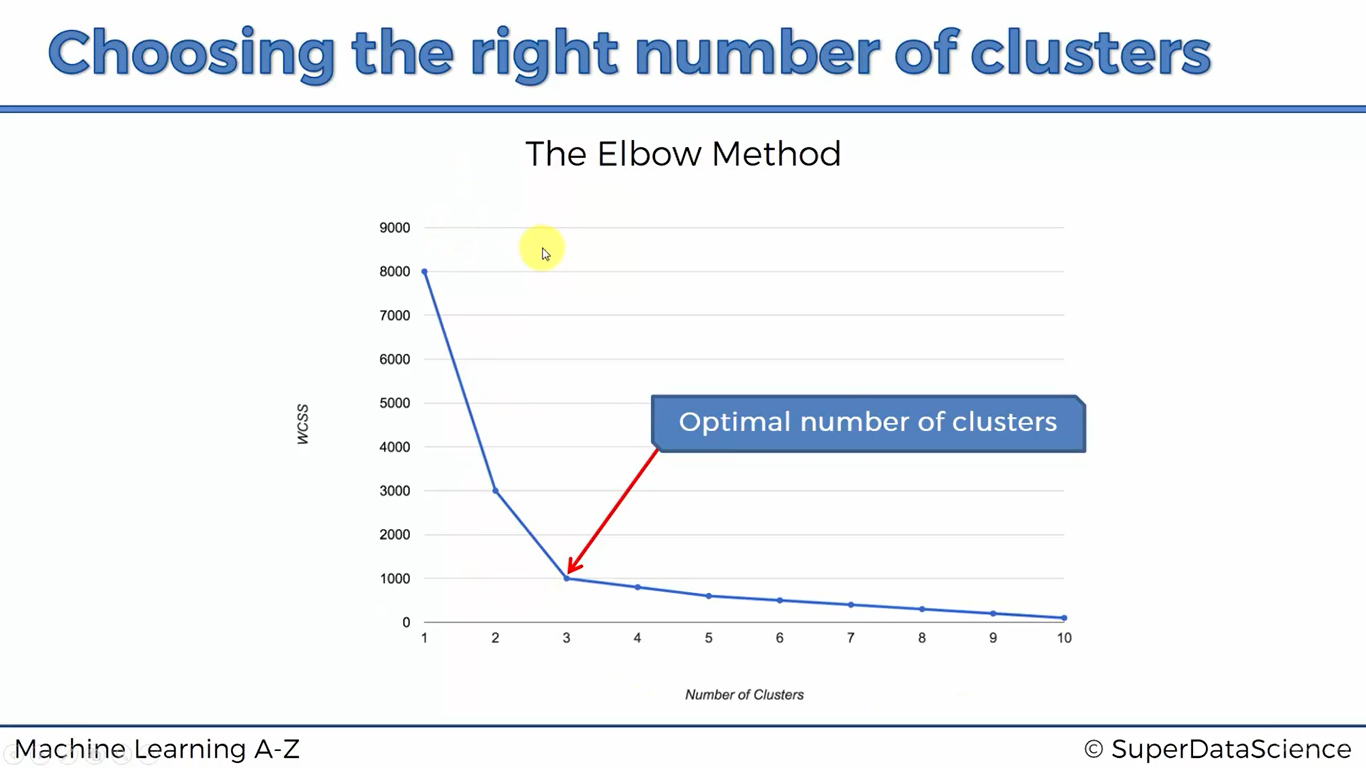 Choosing the right number of clusters
The Elbow Method
9000
8000
7000
6000
5000
4000
3000
2000
1000
0
WCSS
Optimal number of clusters
1 2 3 4 5 6 7 8 9 10
Number of Clusters
Machine Learning A-Z
© SuperDataScience